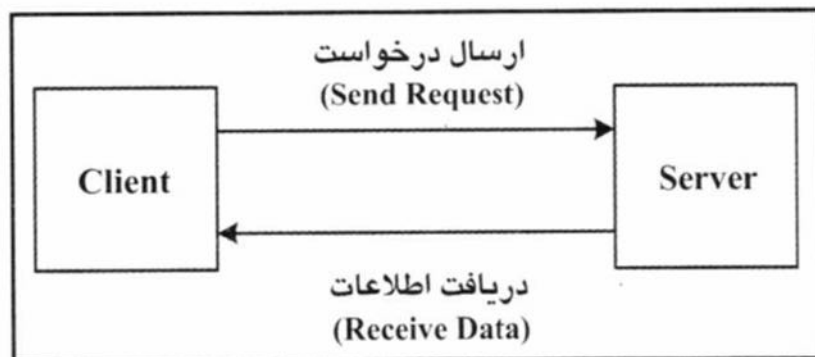 ارسال درخواست
(Send Request)
Client
Server
دریافت اطلاعات
(Receive Data)